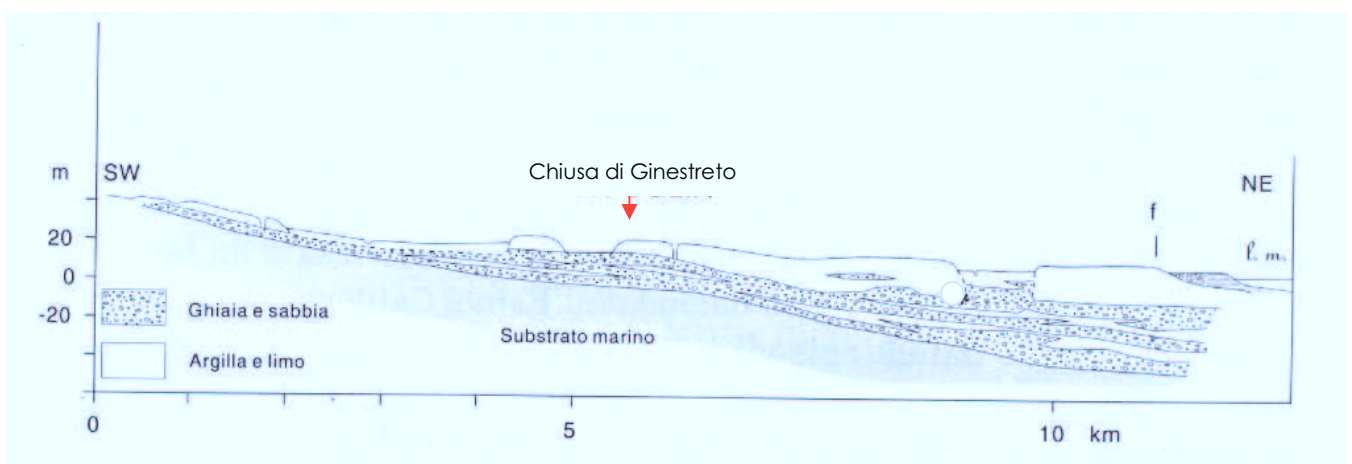 Chiusa di Ginestreto
m
SW
NE
f
l. m.
20
0
-20
Ghiaia e sabbia
Argilla e limo
Substrato marino
0
5
10
km